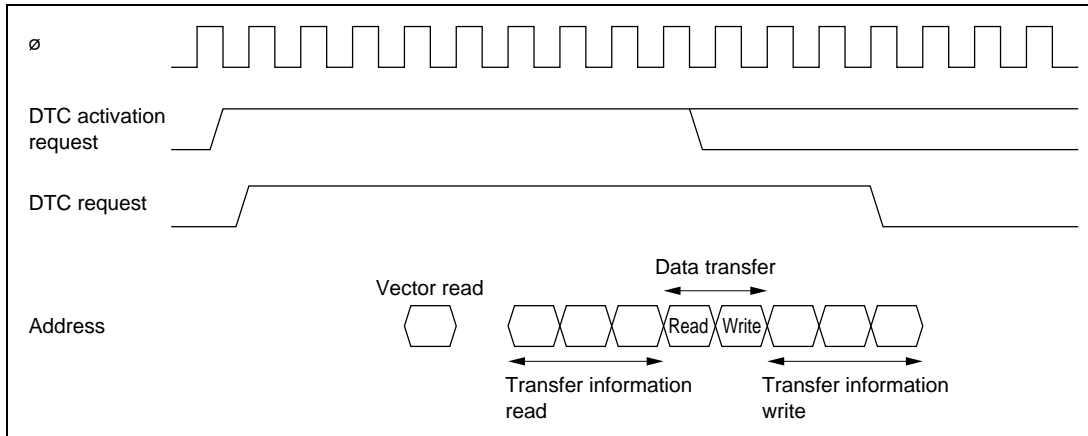 ø
DTC activation
request
DTC request
Data transfer
Vector read
Address
Read Write
Transfer information
read
Transfer information
write